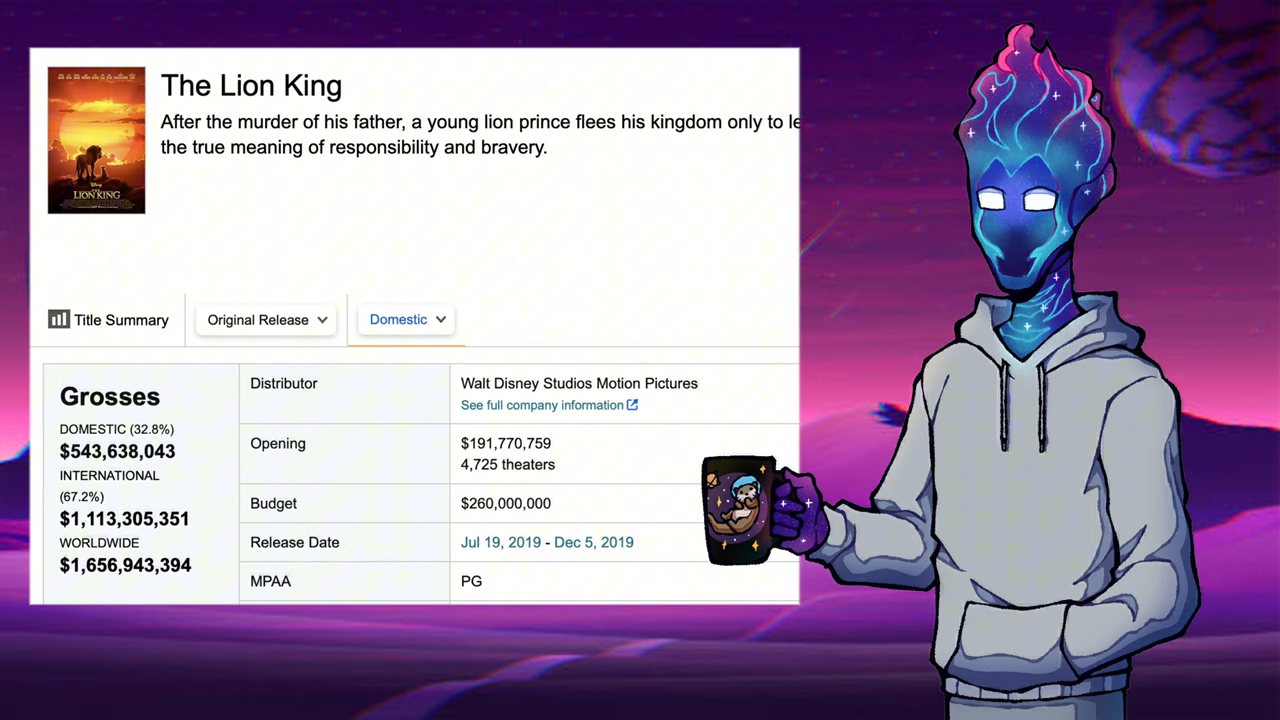 The Lion King
After the murder of his father, a young lion prince flees his kingdom only to le
the true meaning of responsibility and bravery.
Disney
THE
LION KING
Title Summary
Original Release
Domestic
Grosses
DOMESTIC (32.8%)
$543,638,043
INTERNATIONAL
(67.2%)
$1,113,305,351
WORLDWIDE
$1,656,943,394
Distributor
Walt Disney Studios Motion Pictures
See full company information
Opening
$191,770,759
4,725 theaters
Budget
$260,000,000
Release Date
Jul 19, 2019 - Dec 5, 2019
MPAA
PG